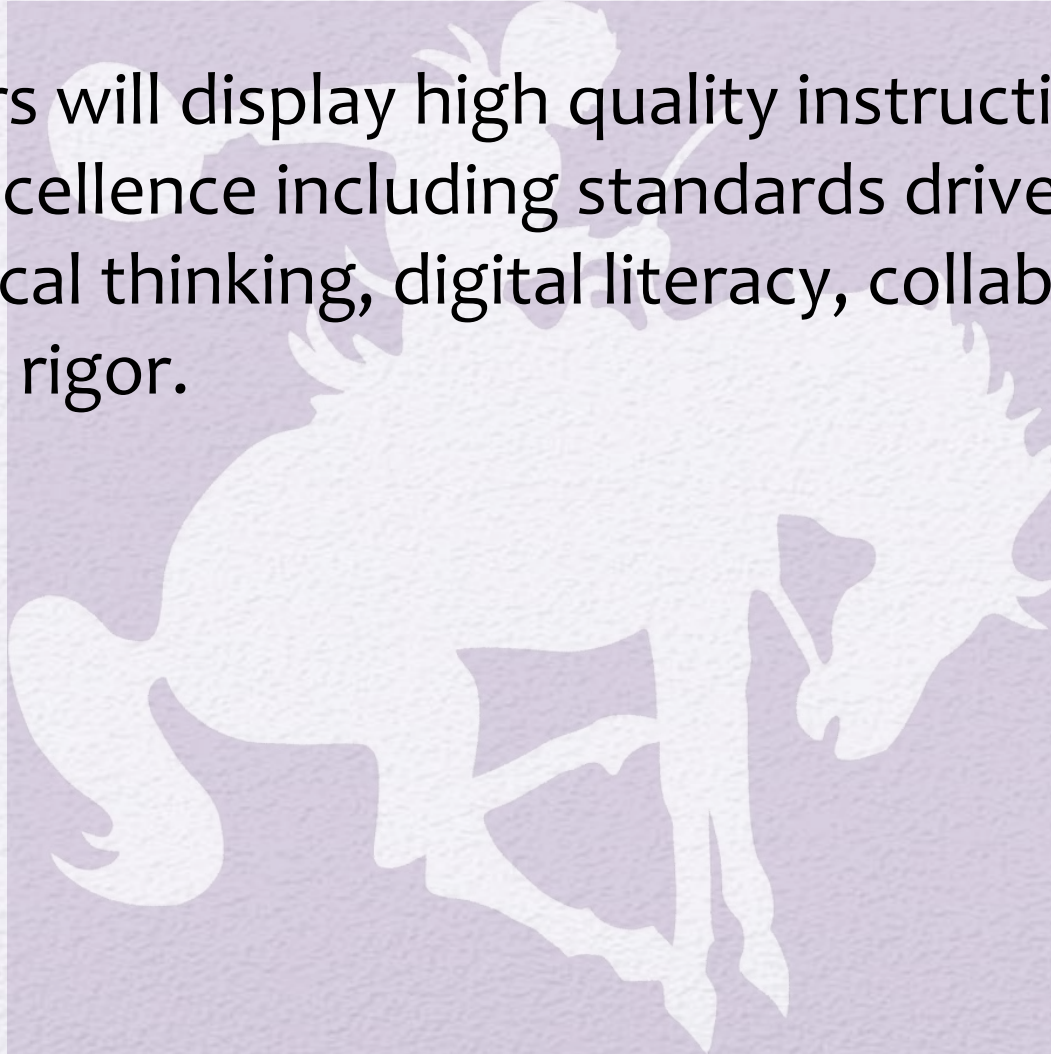 rs will display high quality instructi
cellence including standards drive
cal thinking, digital literacy, collab
rigor.